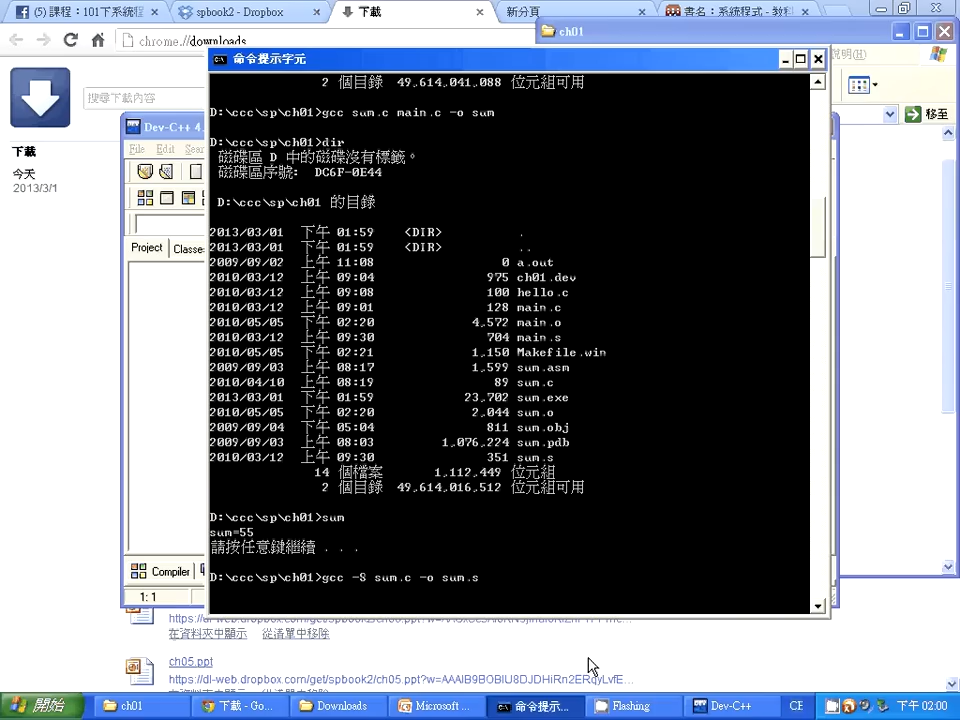 (5) 課程：101下系統
spbook2 - Dropbox
下載
新分頁
書名：系統程式 - 教科
ch01
chrome://downloads
命令提示字元
說明(H)
移至
搜尋下載內容
下載
今天
2013/3/1
Dev-C++ 4.
File Edit Sear
Project Classe
2 個目錄 49,614,041,088 位元組可用
D:\ccc\sp\ch01>gcc sum.c main.c -o sum
D:\ccc\sp\ch01>dir
磁碟區 D 中的磁碟沒有標籤。
磁碟區序號: DC6F-0E44
D:\ccc\sp\ch01 的目錄
2013/03/01 下午 01:59 <DIR> .
2013/03/01 下午 01:59 <DIR> ..
2009/09/02 上午 11:08 0 a.out
2010/03/12 上午 09:04 975 ch01.dev
2010/03/12 上午 09:08 100 hello.c
2010/03/12 上午 09:01 128 main.c
2010/05/05 下午 02:20 4,572 main.o
2010/03/12 上午 09:30 704 main.s
2010/05/05 下午 02:21 1,150 Makefile.win
2009/09/03 上午 08:17 1,599 sum.asm
2010/04/10 上午 08:19 89 sum.c
2013/03/01 下午 01:59 23,702 sum.exe
2010/05/05 下午 02:20 2,044 sum.o
2009/09/04 下午 05:04 811 sum.obj
2009/09/03 上午 08:03 1,076,224 sum.pdb
2010/03/12 上午 09:30 351 sum.s
14 個檔案 1,112,449 位元組
2 個目錄 49,614,016,512 位元組可用
D:\ccc\sp\ch01>sum
sum=55
請按任意鍵繼續 . . .
D:\ccc\sp\ch01>gcc -S sum.c -o sum.s
Compiler
1: 1
在資料夾中顯示 從清單中移除
ch05.ppt
開始
ch01
下載 - Go...
Downloads
Microsoft ...
命令提示...
Flashing
Dev-C++
CE
下午 02:00